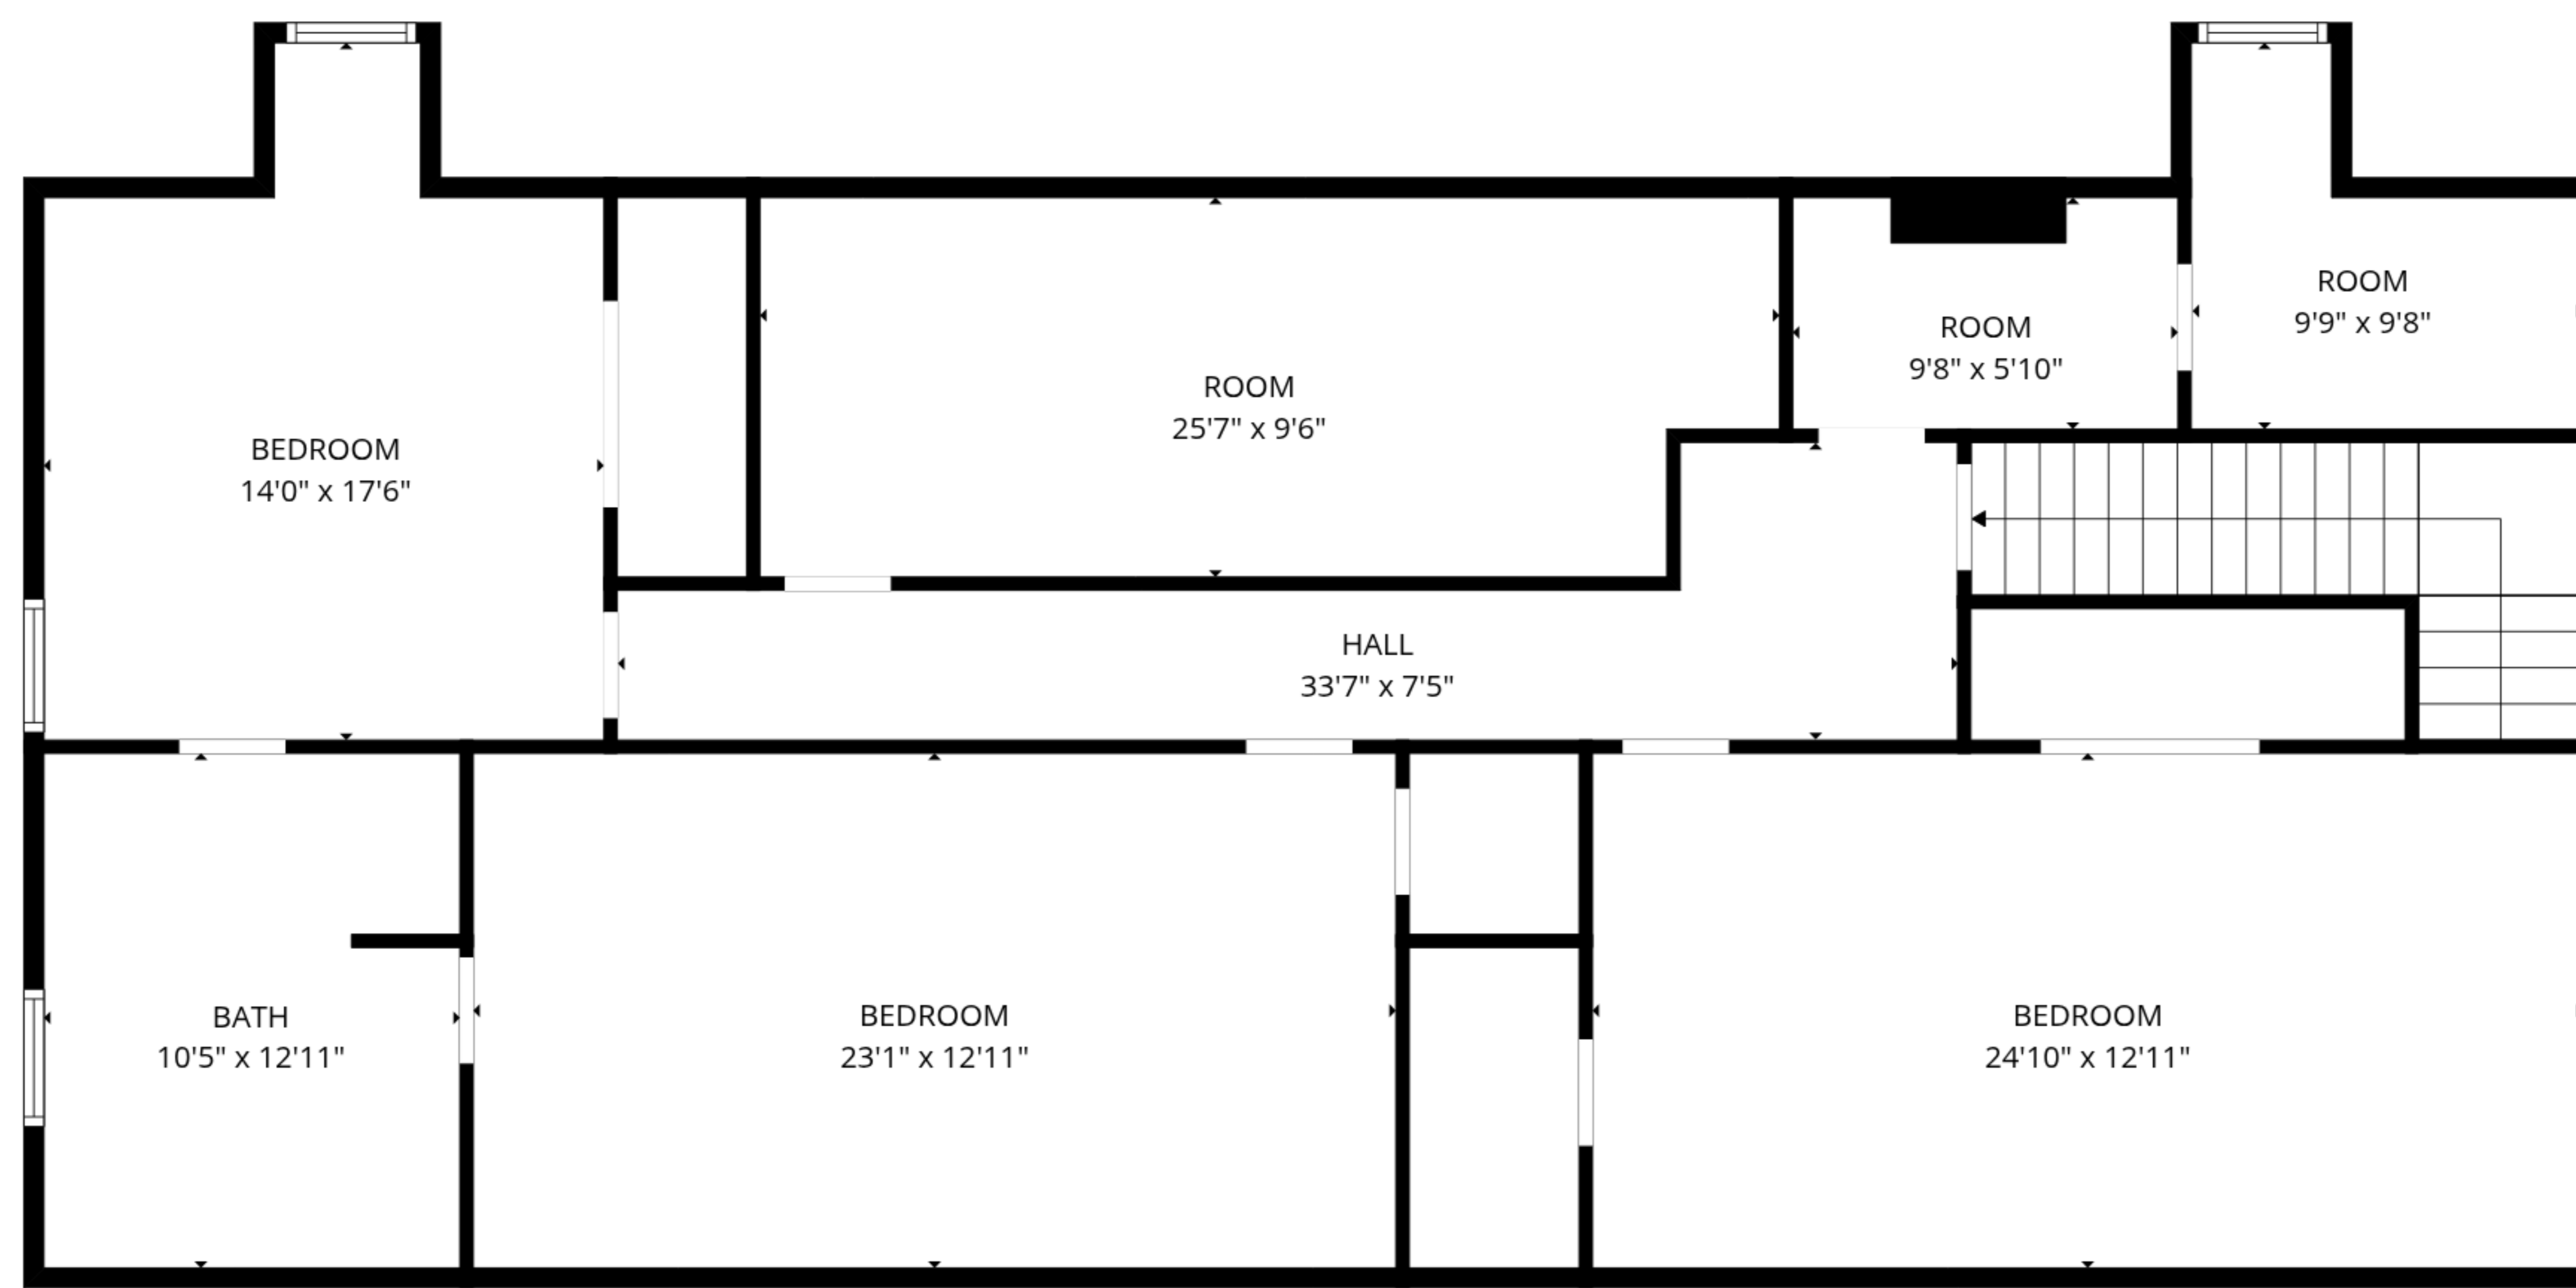 ROOM
9'9" x 9'8"
ROOM
9'8" x 5'10"
ROOM
25'7" x 9'6"
BEDROOM
14'0" x 17'6"
HALL
33'7" x 7'5"
BATH
10'5" x 12'11"
BEDROOM
23'1" x 12'11"
BEDROOM
24'10" x 12'11"